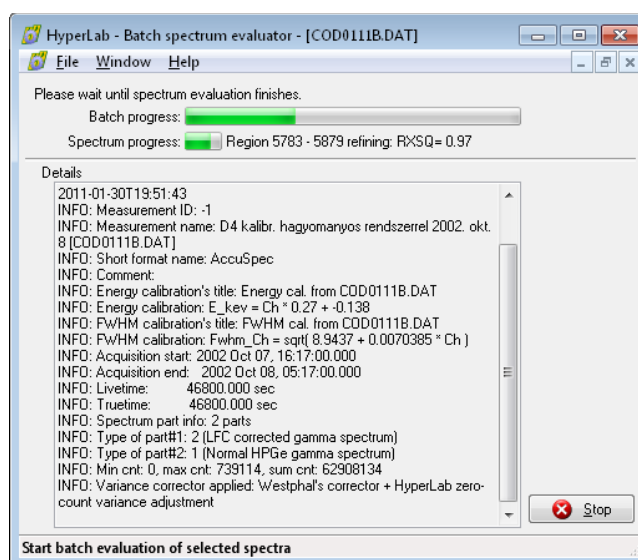 HyperLab - Batch spectrum evaluator - [COD0111B.DAT]
File Window Help
Please wait until spectrum evaluation finishes.
Batch progress:
Spectrum progress: Region 5783 - 5879 refining: RXSQ= 0.97
Details
2011-01-30T19:51:43
INFO: Measurement ID: -1
INFO: Measurement name: D4 kalibr. hagyomanyos rendszerrel 2002. okt.
8 [COD0111B.DAT]
INFO: Short format name: AccuSpec
INFO: Comment:
INFO: Energy calibration's title: Energy cal. from COD0111B.DAT
INFO: Energy calibration: E_kev = Ch * 0.27 + -0.138
INFO: FWHM calibration's title: FWHM cal. from COD0111B.DAT
INFO: FWHM calibration: Fwhm_Ch = sqrt( 8.9437 + 0.0070385 * Ch )
INFO: Acquisition start: 2002 Oct 07, 16:17:00.000
INFO: Acquisition end: 2002 Oct 08, 05:17:00.000
INFO: Livetime: 46800.000 sec
INFO: Truetime: 46800.000 sec
INFO: Spectrum part info: 2 parts
INFO: Type of part#1: 2 (LFC corrected gamma spectrum)
INFO: Type of part#2: 1 (Normal HPGe gamma spectrum)
INFO: Min cnt: 0, max cnt: 739114, sum cnt: 62908134
INFO: Variance corrector applied: Westphal's corrector + HyperLab zero-
count variance adjustment
Stop
Start batch evaluation of selected spectra